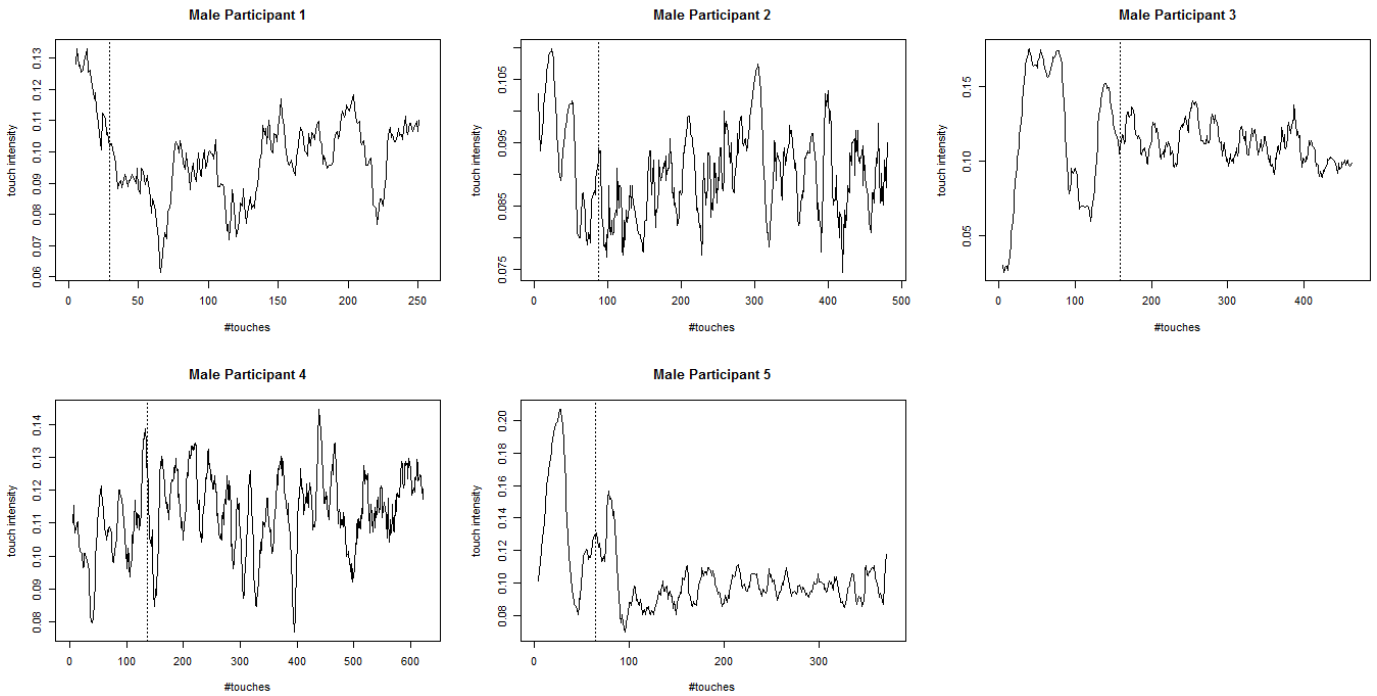 Male Participant 1
touch intensity
0.06 0.07 0.08 0.09 0.10 0.11 0.12 0.13
0 50 100 150 200 250
#touches
Male Participant 2
touch intensity
0.075 0.085 0.095 0.105
0 100 200 300 400 500
#touches
Male Participant 3
touch intensity
0.05 0.10 0.15
0 100 200 300 400
#touches
Male Participant 4
touch intensity
0.08 0.09 0.10 0.11 0.12 0.13 0.14
0 100 200 300 400 500 600
#touches
Male Participant 5
touch intensity
0.08 0.10 0.12 0.14 0.16 0.18 0.20
0 100 200 300
#touches